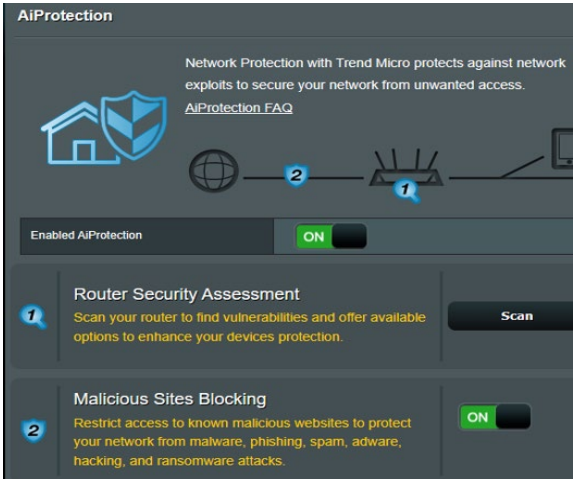 AiProtection
Network Protection with Trend Micro protects against network
exploits to secure your network from unwanted access.
AiProtection FAQ
2
1
Enabled AiProtection
ON
1
Router Security Assessment
Scan your router to find vulnerabilities and offer available
options to enhance your devices protection.
Scan
2
Malicious Sites Blocking
Restrict access to known malicious websites to protect
your network from malware, phishing, spam, adware,
hacking, and ransomware attacks.
ON